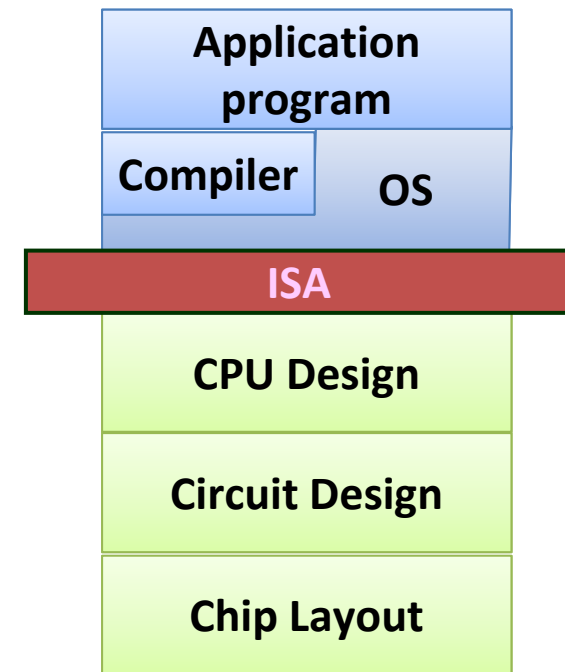 Application
program
Compiler
OS
ISA
CPU Design
Circuit Design
Chip Layout